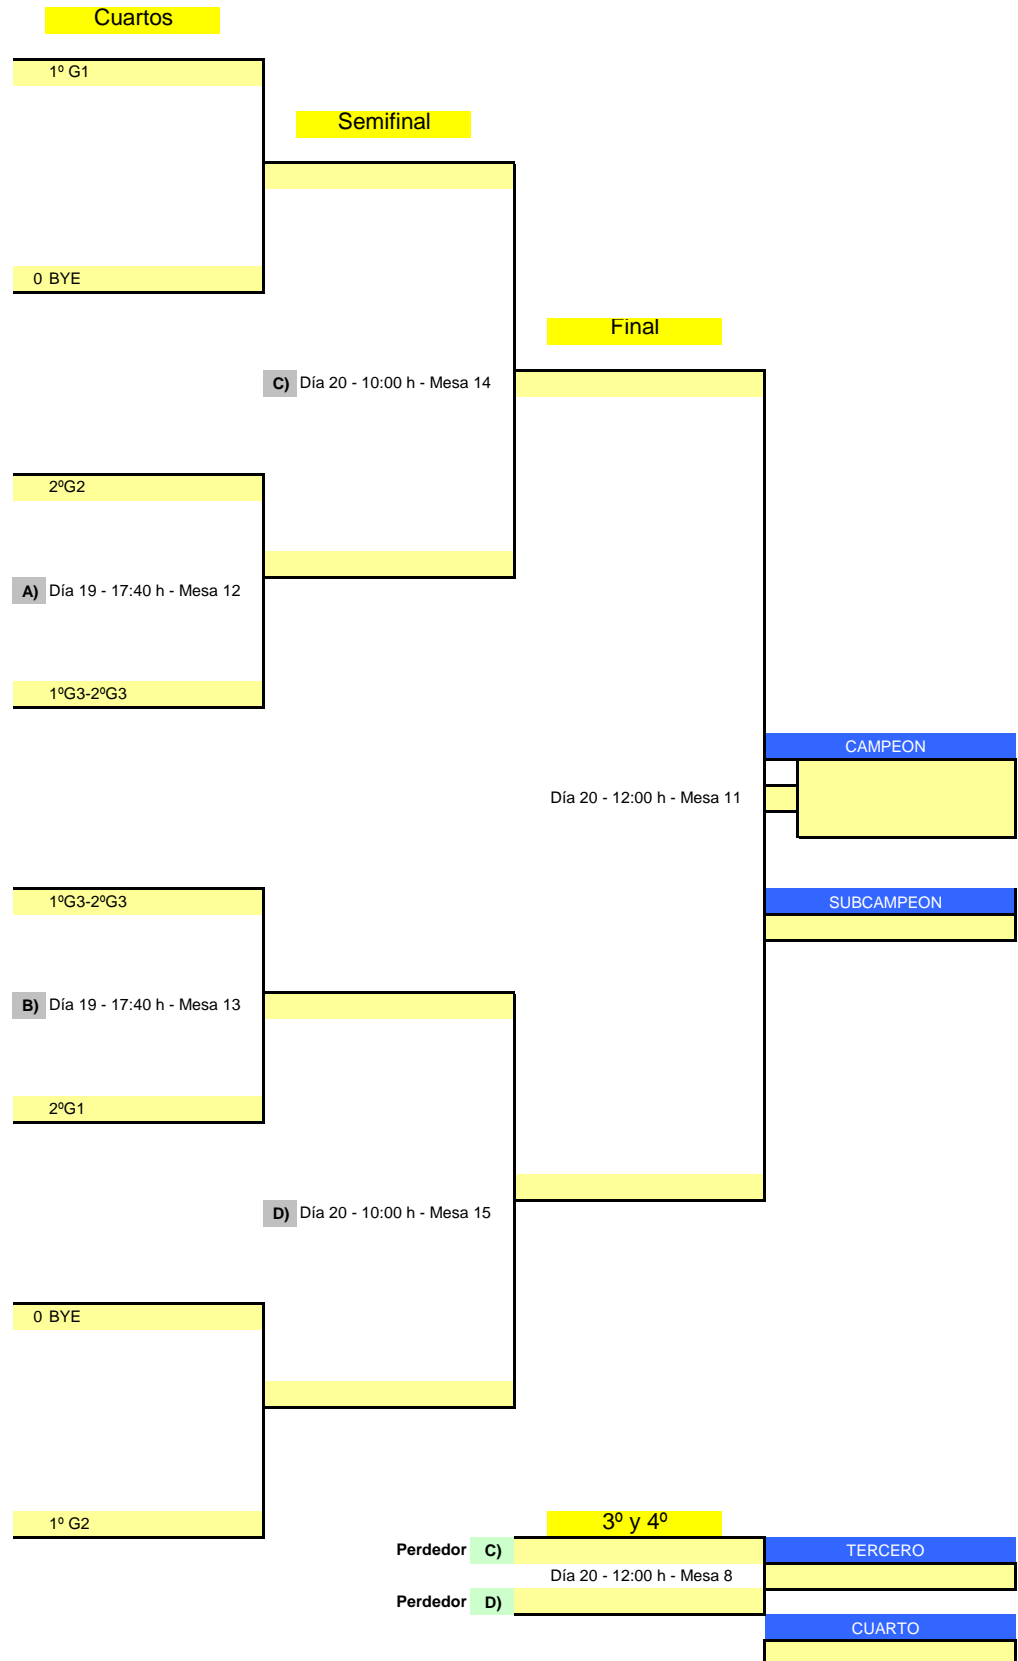 Cuartos
1º G1
Semifinal
0 BYE
Final
C) Día 20 - 10:00 h - Mesa 14
2ºG2
A) Día 19 - 17:40 h - Mesa 12
1ºG3-2ºG3
CAMPEON
Día 20 - 12:00 h - Mesa 11
1ºG3-2ºG3
SUBCAMPEON
B) Día 19 - 17:40 h - Mesa 13
2ºG1
D) Día 20 - 10:00 h - Mesa 15
0 BYE
1º G2
3º y 4º
Perdedor C)
TERCERO
Día 20 - 12:00 h - Mesa 8
Perdedor D)
CUARTO